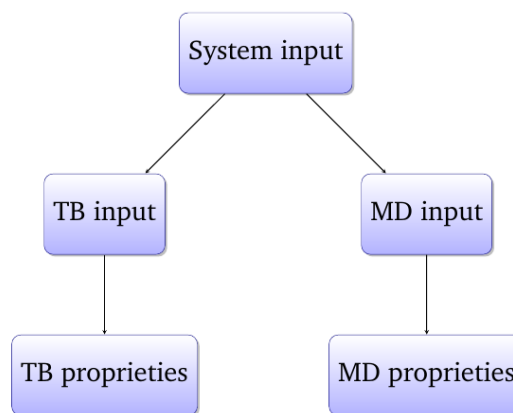 System input
TB input
MD input
TB proprieties
MD proprieties